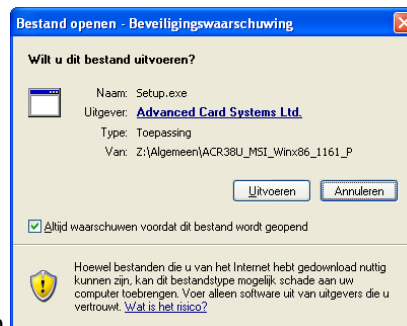 Bestand openen - Beveiligingswaarschuwing
Wilt u dit bestand uitvoeren?
Naam: Setup.exe
Uitgever: Advanced Card Systems Ltd.
Type: Toepassing
Van: Z:\Algemeen\ACR38U_MSI_Winx86_1161_P
Uitvoeren Annuleren
Altijd waarschuwen voordat dit bestand wordt geopend
Hoewel bestanden die u van het Internet hebt gedownload nuttig
kunnen zijn, kan dit bestandstype mogelijk schade aan uw
computer toebrengen. Voer alleen software uit van uitgevers die u
vertrouwt. Wat is het risico?